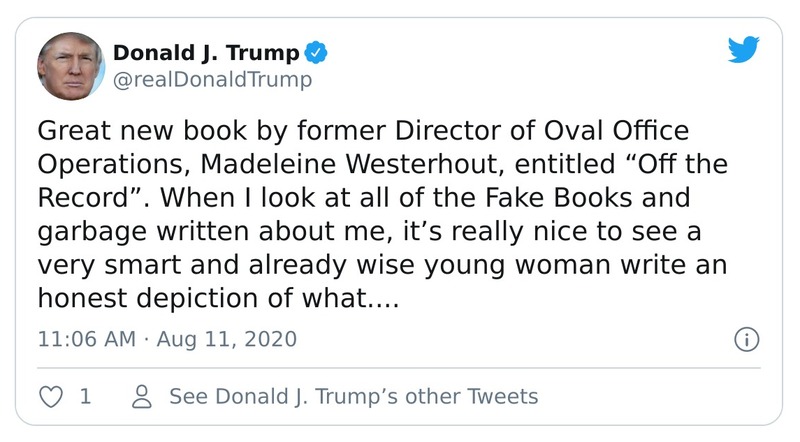 Donald J. Trump
@realDonaldTrump
Great new book by former Director of Oval Office
Operations, Madeleine Westerhout, entitled “Off the
Record”. When I look at all of the Fake Books and
garbage written about me, it’s really nice to see a
very smart and already wise young woman write an
honest depiction of what....
11:06 AM · Aug 11, 2020
1 See Donald J. Trump’s other Tweets